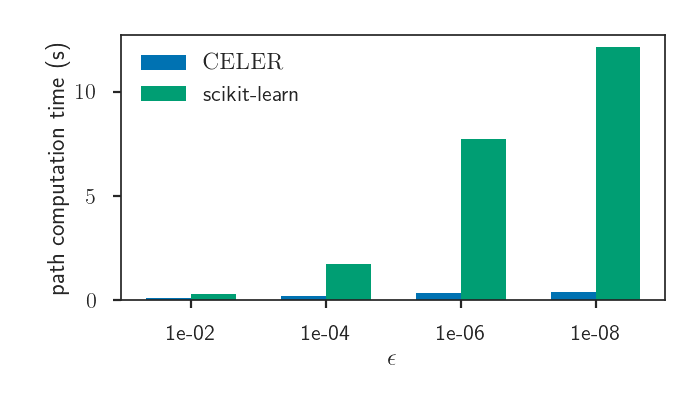 CELER
scikit-learn
path computation time (s)
10
5
0
1e-02 1e-04 1e-06 1e-08
ϵ